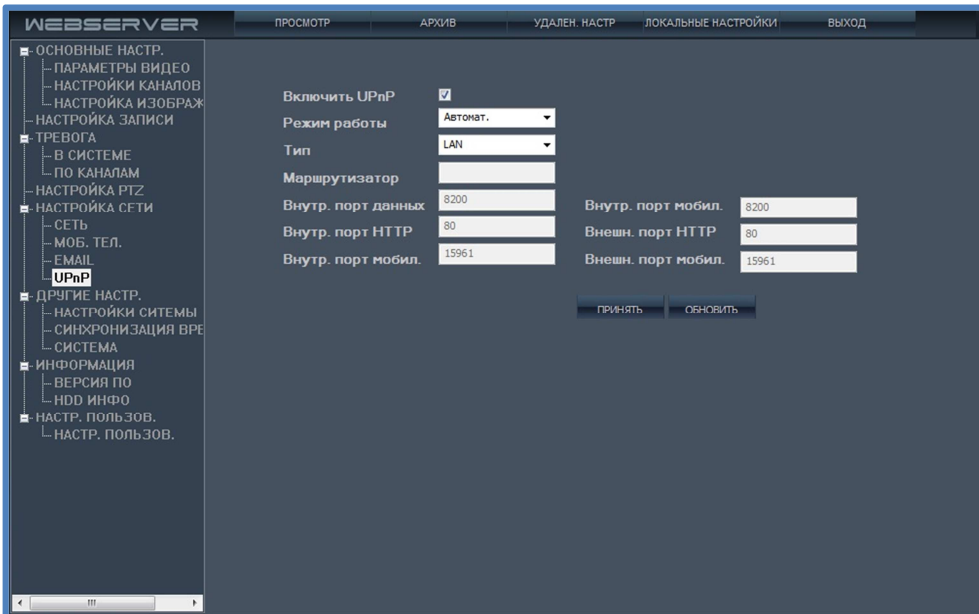 WEBSERVER
ПРОСМОТР АРХИВ УДАЛЕН. НАСТР ЛОКАЛЬНЫЕ НАСТРОЙКИ ВЫХОД
ОСНОВНЫЕ НАСТР.
ПАРАМЕТРЫ ВИДЕО
НАСТРОЙКИ КАНАЛОВ
НАСТРОЙКА ИЗОБРАЖ
НАСТРОЙКА ЗАПИСИ
ТРЕВОГА
В СИСТЕМЕ
ПО КАНАЛАМ
НАСТРОЙКА PTZ
НАСТРОЙКА СЕТИ
СЕТЬ
МОБ. ТЕЛ.
EMAIL
UPnP
ДРУГИЕ НАСТР.
НАСТРОЙКИ СИТЕМЫ
СИНХРОНИЗАЦИЯ ВРЕ
СИСТЕМА
ИНФОРМАЦИЯ
ВЕРСИЯ ПО
HDD ИНФО
НАСТР. ПОЛЬЗОВ.
НАСТР. ПОЛЬЗОВ.
Включить UPnP
Режим работы Автомат.
Тип LAN
Маршрутизатор
Внутр. порт данных 8200 Внутр. порт мобил. 8200
Внутр. порт HTTP 80 Внешн. порт HTTP 80
Внутр. порт мобил. 15961 Внешн. порт мобил. 15961
ПРИНЯТЬ ОБНОВИТЬ